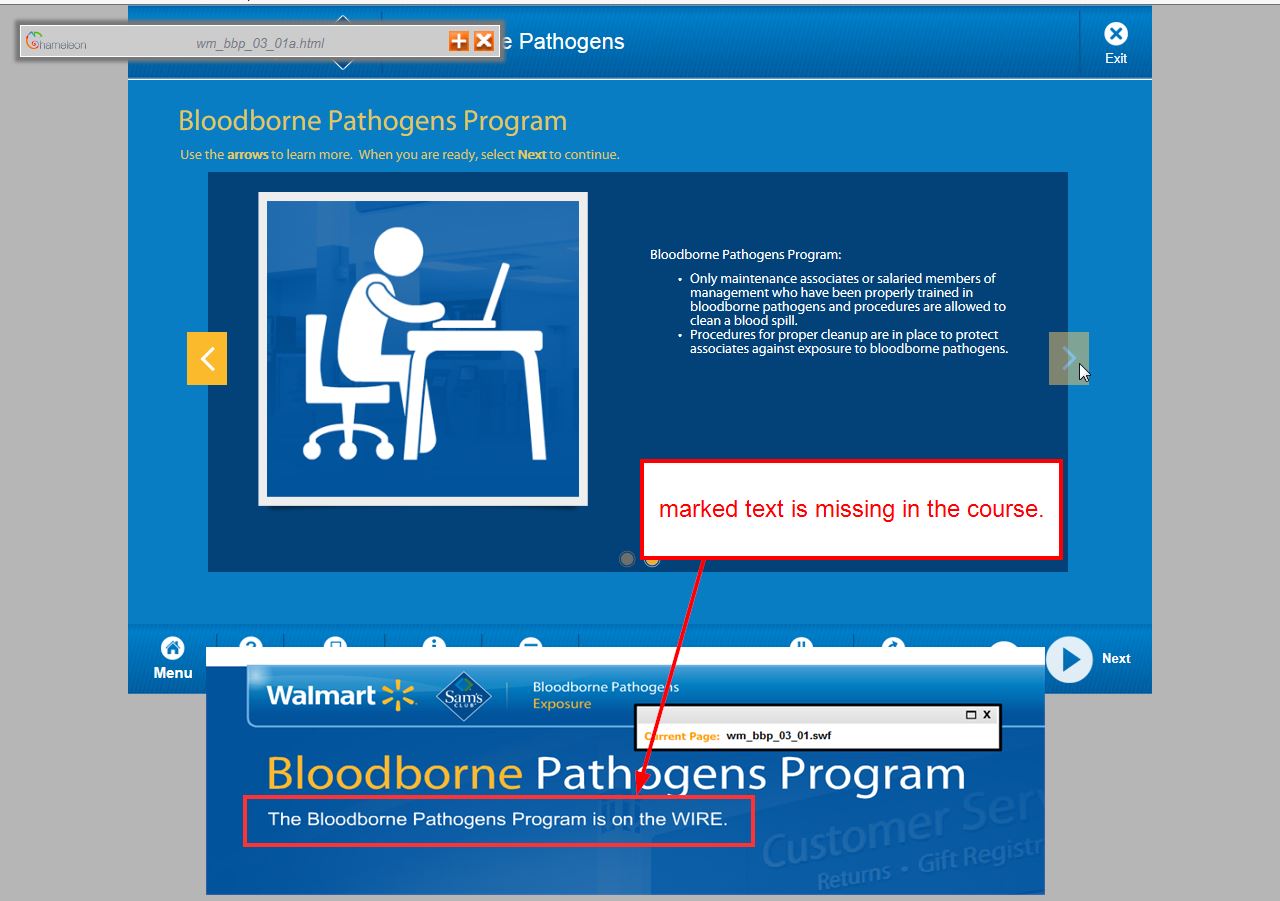 Chameleon
wm_bbp_03_01a.html
e Pathogens
Exit
Bloodborne Pathogens Program
Use the arrows to learn more. When you are ready, select Next to continue.
Bloodborne Pathogens Program:
• Only maintenance associates or salaried members of
management who have been properly trained in
bloodborne pathogens and procedures are allowed to
clean a blood spill.
• Procedures for proper cleanup are in place to protect
associates against exposure to bloodborne pathogens.
marked text is missing in the course.
Menu
Next
Walmart
Sam's
CLUB
Bloodborne Pathogens
Exposure
Current Page: wm_bbp_03_01.swf
Bloodborne Pathogens Program
The Bloodborne Pathogens Program is on the WIRE.
Customer Serv
Returns • Gift Registr